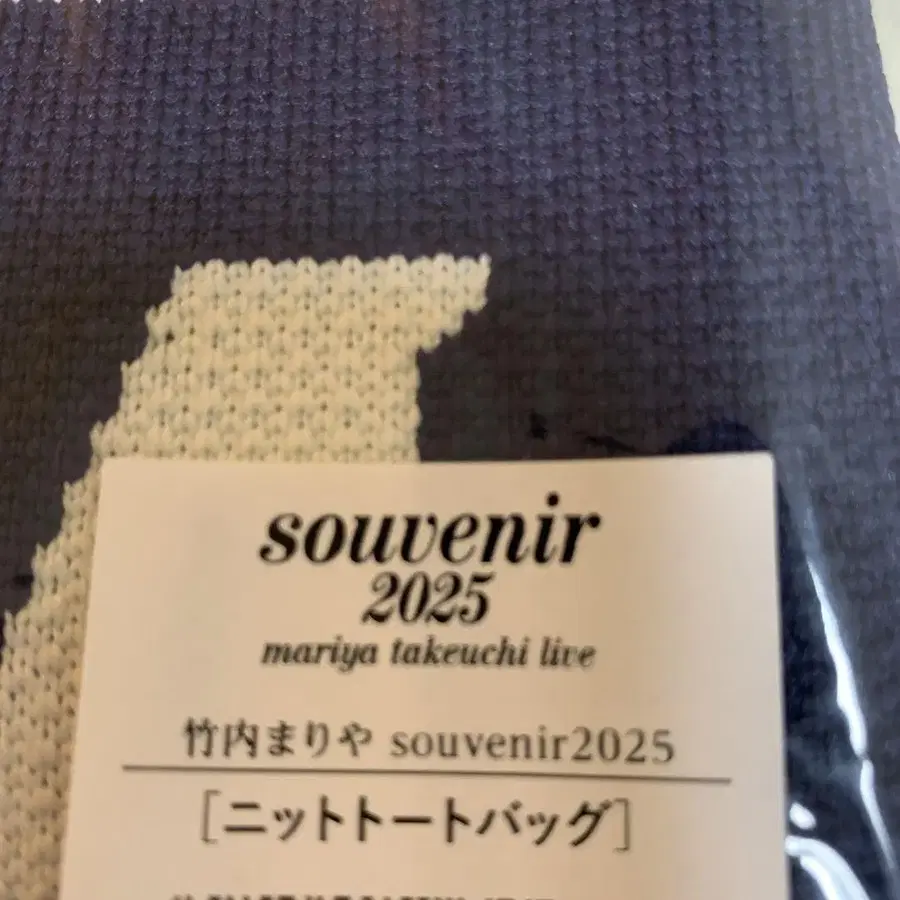 souvenir
2025
mariya takeuchi live
竹内まりや souvenir2025
[ニットトートバッグ]